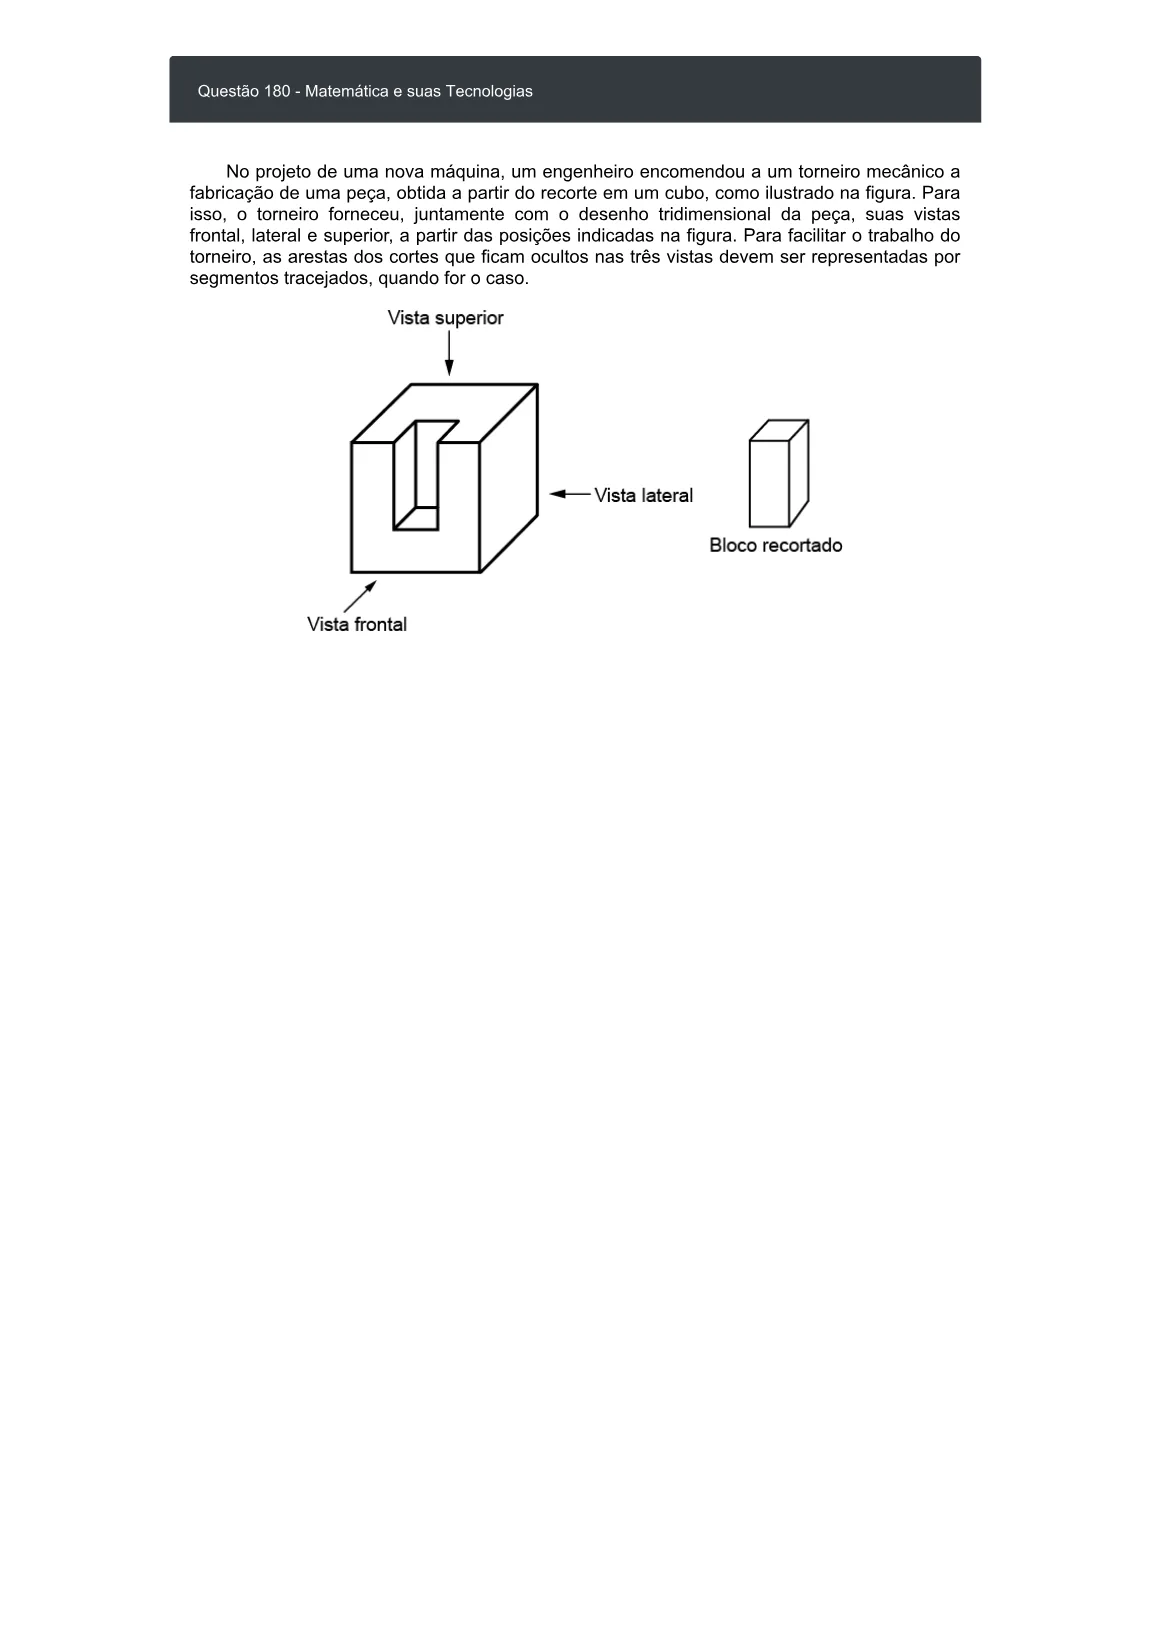 Questão 180 - Matemática e suas Tecnologias
No projeto de uma nova máquina, um engenheiro encomendou a um torneiro mecânico a
fabricação de uma peça, obtida a partir do recorte em um cubo, como ilustrado na figura. Para
isso, o torneiro forneceu, juntamente com o desenho tridimensional da peça, suas vistas
frontal, lateral e superior, a partir das posições indicadas na figura. Para facilitar o trabalho do
torneiro, as arestas dos cortes que ficam ocultos nas três vistas devem ser representadas por
segmentos tracejados, quando for o caso.
Vista superior
Vista lateral
Bloco recortado
Vista frontal